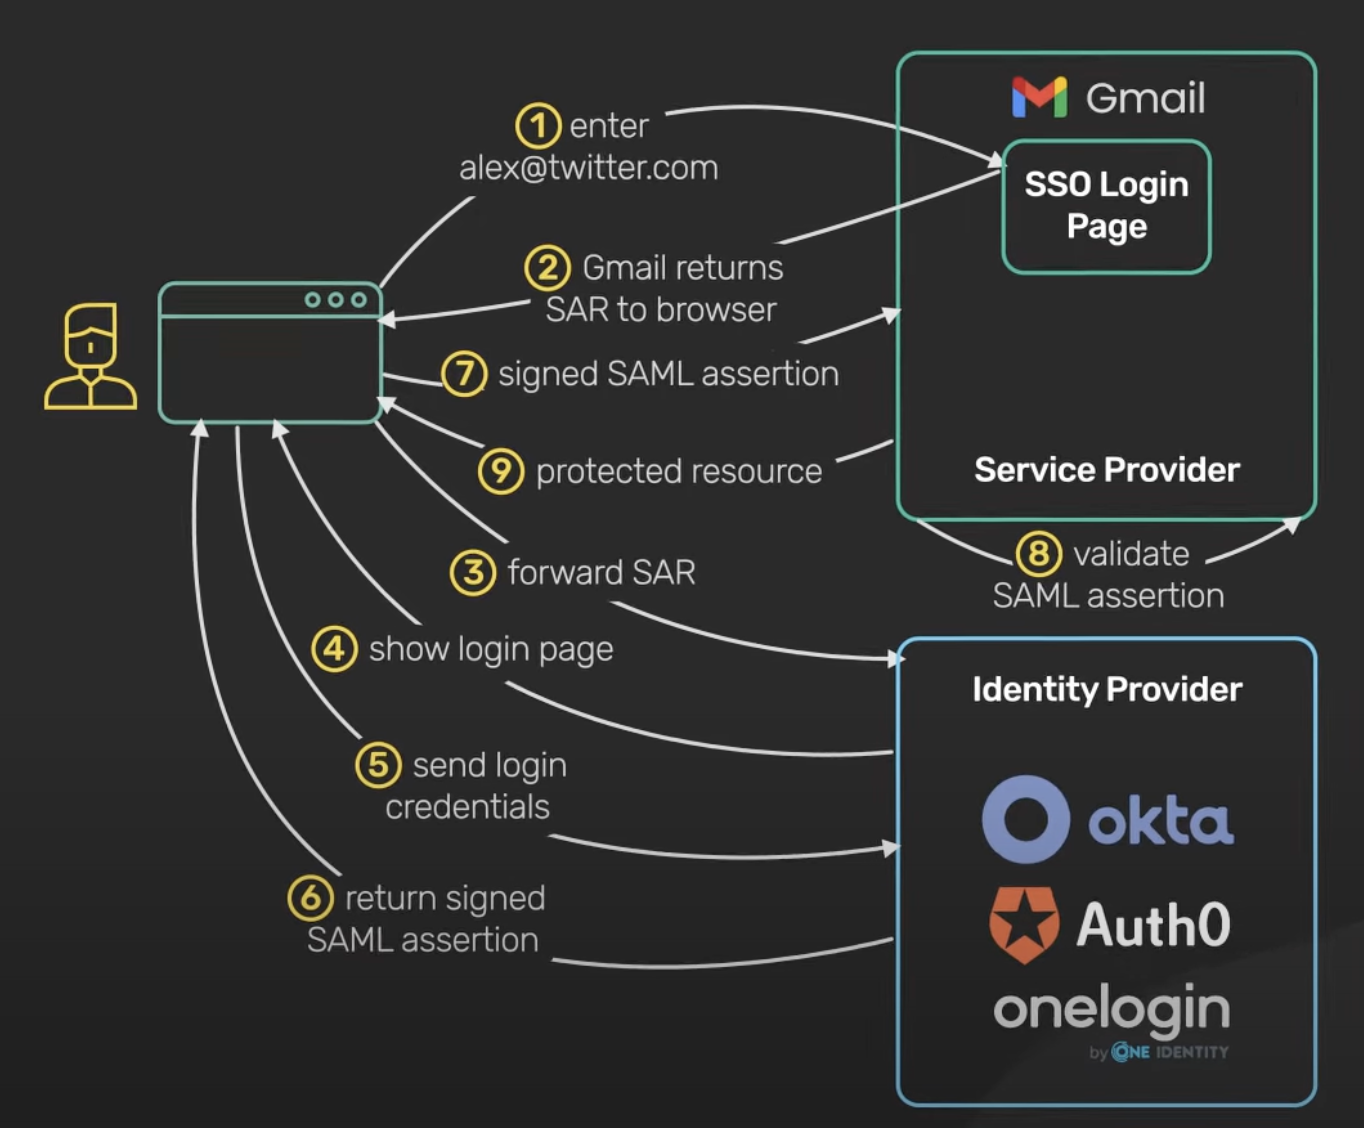 Gmail
SSO Login
Page
1 enter
alex@twitter.com
2 Gmail returns
SAR to browser
7 signed SAML assertion
9 protected resource
Service Provider
8 validate
SAML assertion
3 forward SAR
4 show login page
Identity Provider
5 send login
credentials
okta
6 return signed
SAML assertion
Auth0
onelogin
by ONE IDENTITY